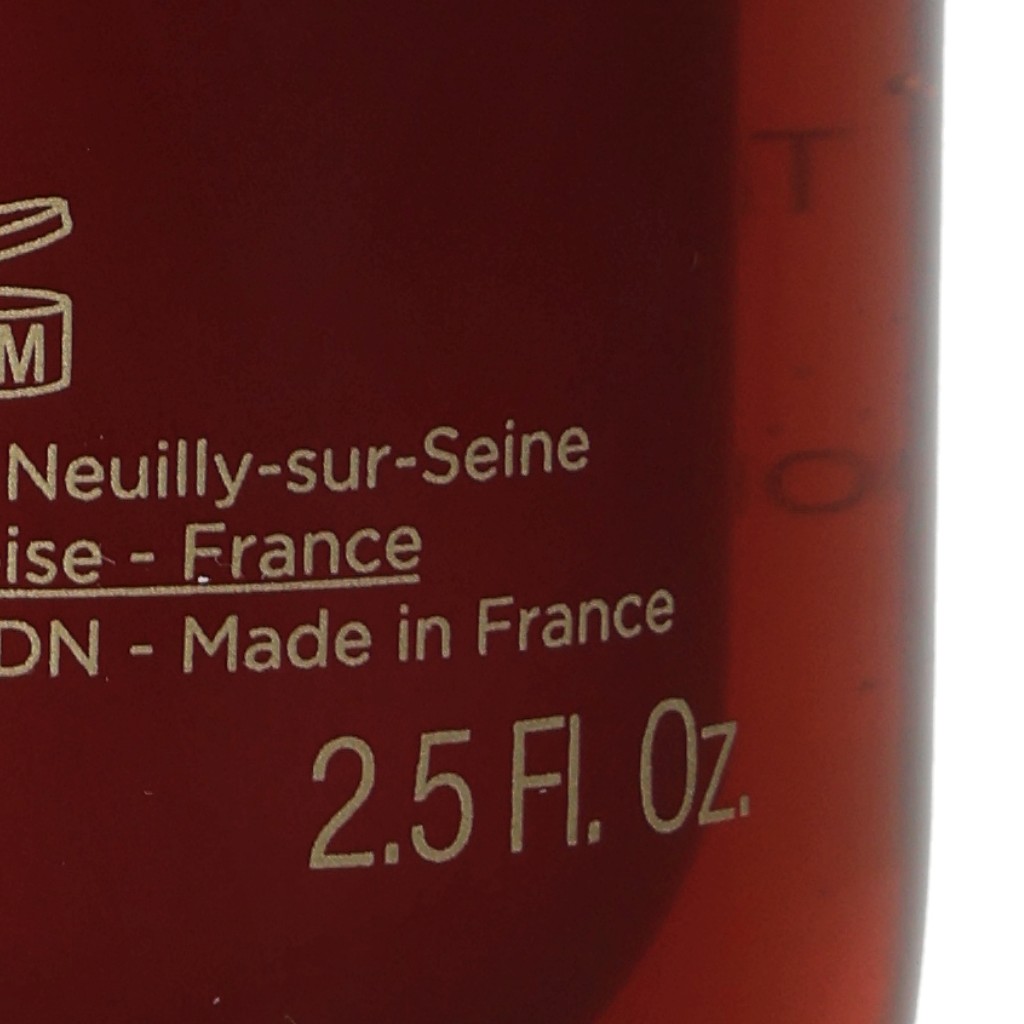 M
Neuilly-sur-Seine
ise - France
DN - Made in France
2.5 Fl. Oz.
T
O